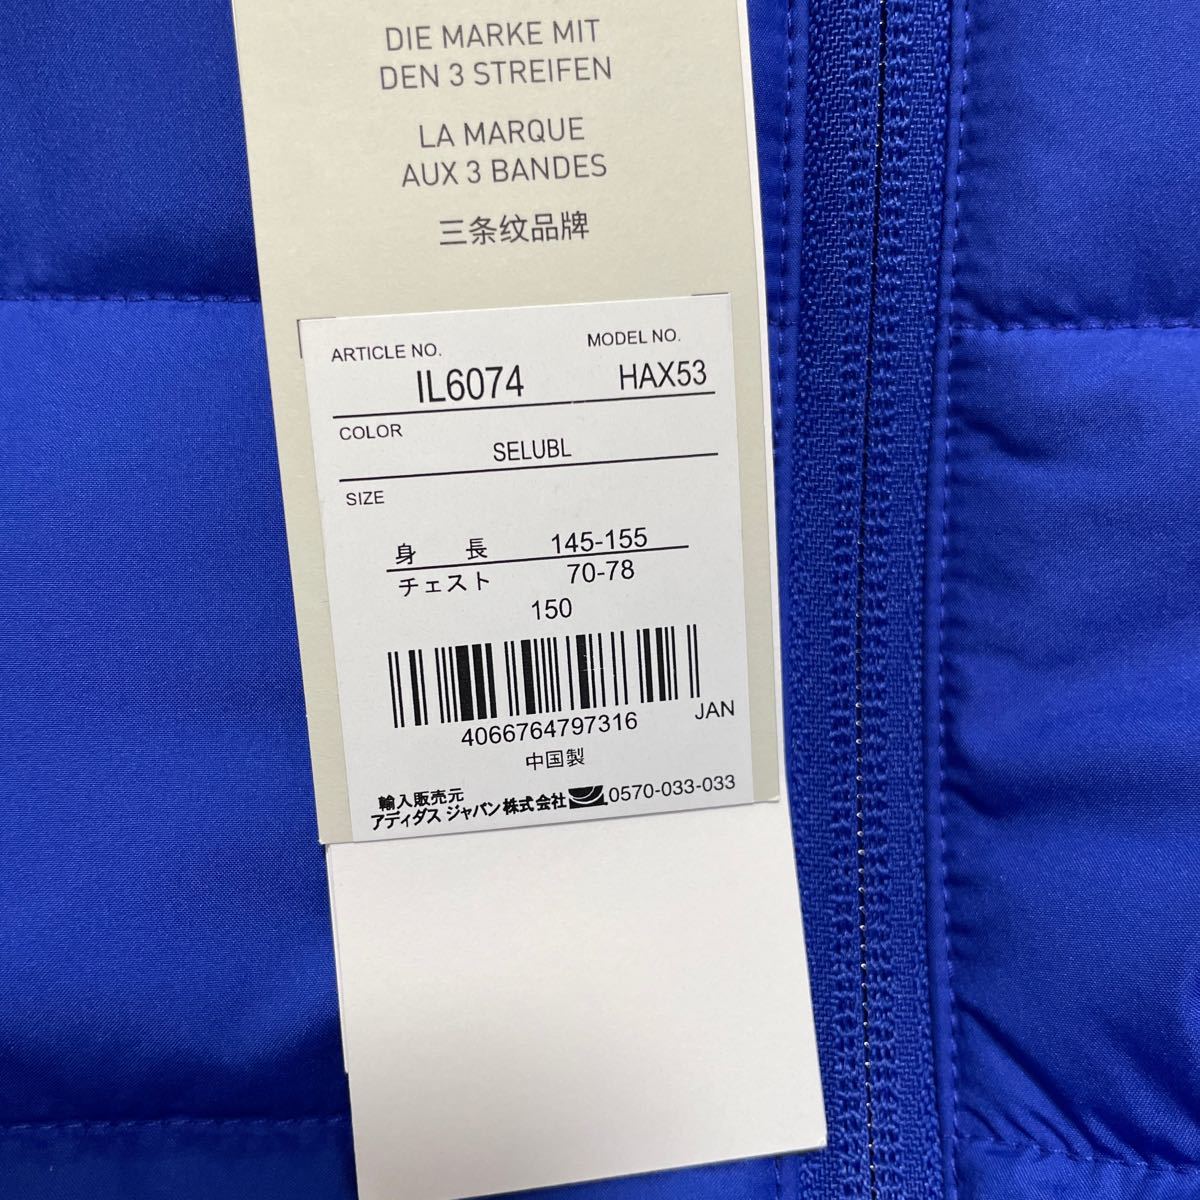 DIE MARKE MIT
DEN 3 STREIFEN
LA MARQUE
AUX 3 BANDES
三条纹品牌
ARTICLE NO. MODEL NO.
IL6074 HAX53
COLOR
SELUBL
SIZE
身 長 145-155
チェスト 70-78
150
4066764797316 JAN
中国製
輸入販売元
アディダス ジャパン株式会社 0570-033-033